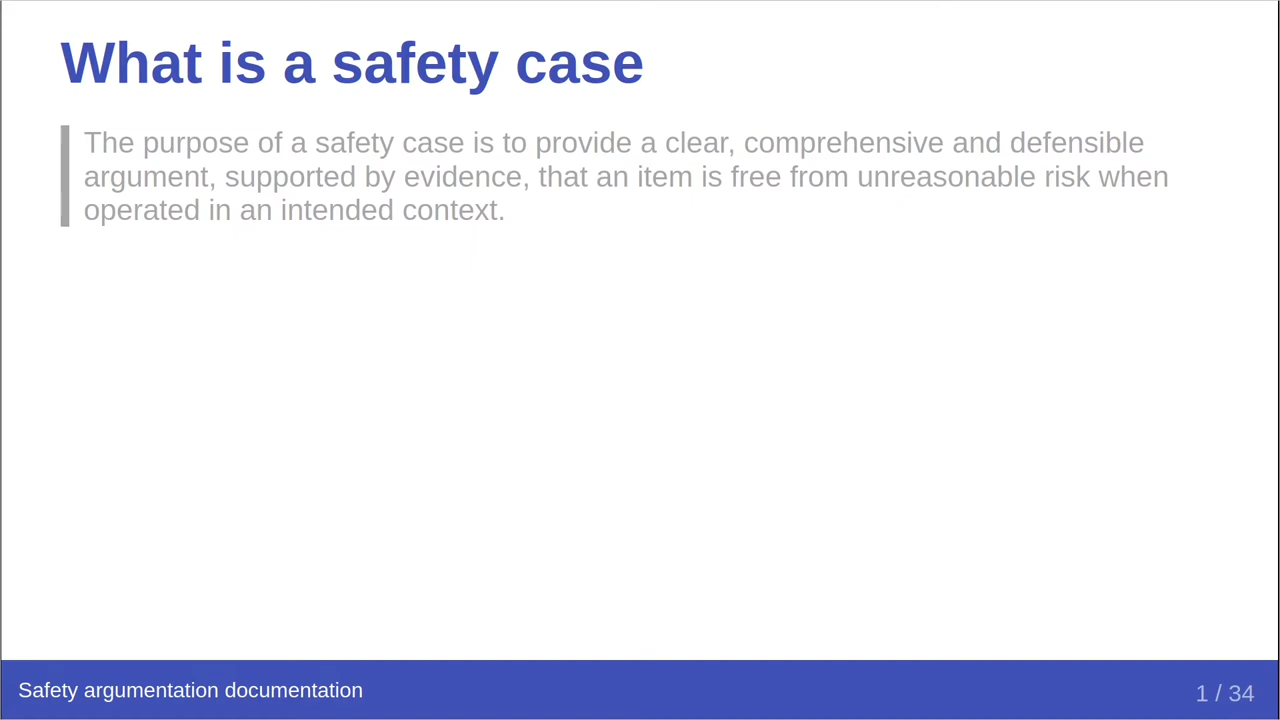 What is a safety case
The purpose of a safety case is to provide a clear, comprehensive and defensible
argument, supported by evidence, that an item is free from unreasonable risk when
operated in an intended context.
Safety argumentation documentation
1 / 34